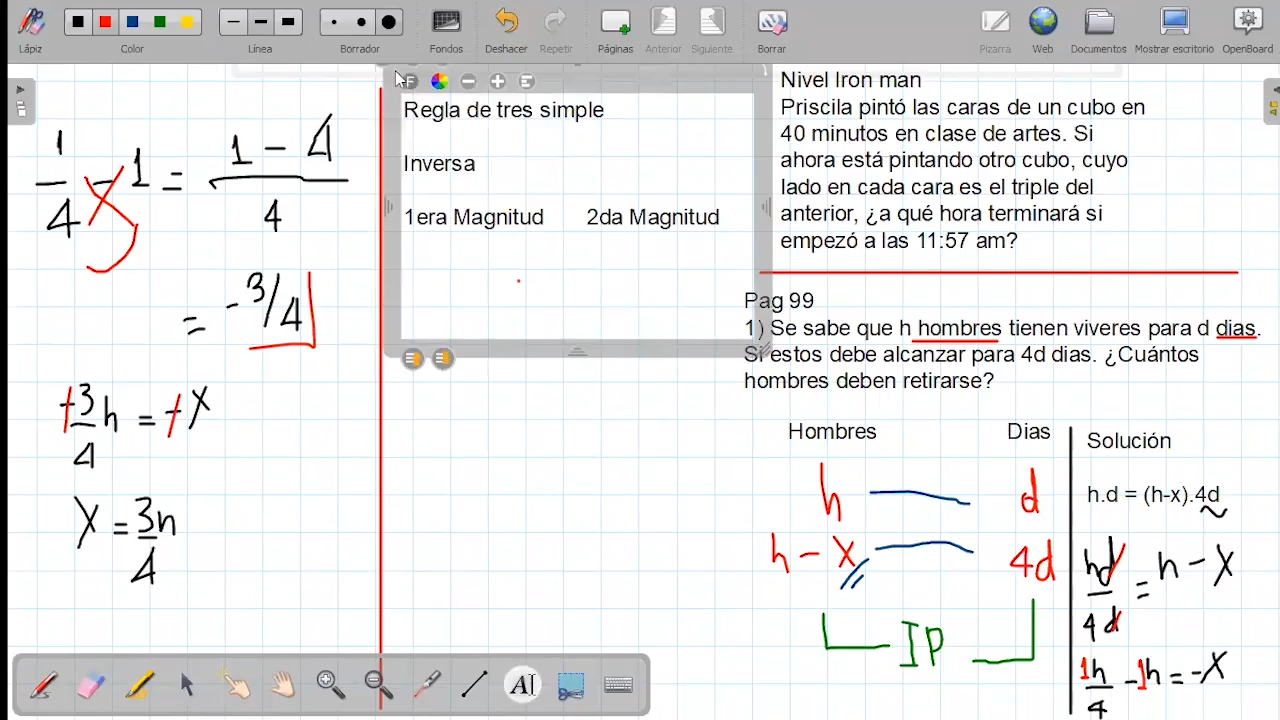 Lápiz
Color
Línea
Borrador
Fondos
Deshacer
Repetir
Páginas
Anterior
Siguiente
Borrar
Pizarra
Web
Documentos
Mostrar escritorio
OpenBoard
1/4 - 1 = (1 - 4)/4
= -3/4
-3/4 h = -X
X = 3h/4
Regla de tres simple
Inversa
1era Magnitud 2da Magnitud
Nivel Iron man
Priscila pintó las caras de un cubo en
40 minutos en clase de artes. Si
ahora está pintando otro cubo, cuyo
lado en cada cara es el triple del
anterior, ¿a qué hora terminará si
empezó a las 11:57 am?
Pag 99
1) Se sabe que h hombres tienen viveres para d dias.
Si estos debe alcanzar para 4d dias. ¿Cuántos
hombres deben retirarse?
Hombres Dias
h d
h - X 4d
IP
Solución
h.d = (h-x).4d
hd/4d = h - X
1h/4 - 1h = -X